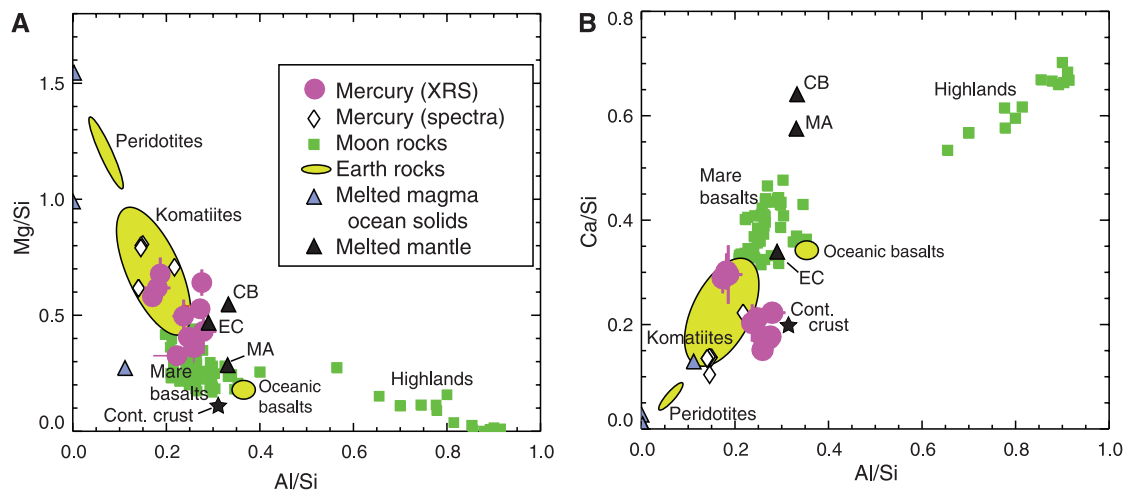 A
Mg/Si
1.5
1.0
0.5
0.0
0.0
0.2
0.4
0.6
0.8
1.0
Al/Si
Mercury (XRS)
Mercury (spectra)
Moon rocks
Earth rocks
Melted magma
ocean solids
Melted mantle
Peridotites
Komatiites
CB
EC
MA
Mare
basalts
Oceanic
basalts
Cont. crust
Highlands
B
Ca/Si
0.8
0.6
0.4
0.2
0.0
0.0
0.2
0.4
0.6
0.8
1.0
Al/Si
CB
MA
Highlands
Mare
basalts
Oceanic basalts
EC
Cont.
crust
Komatiites
Peridotites